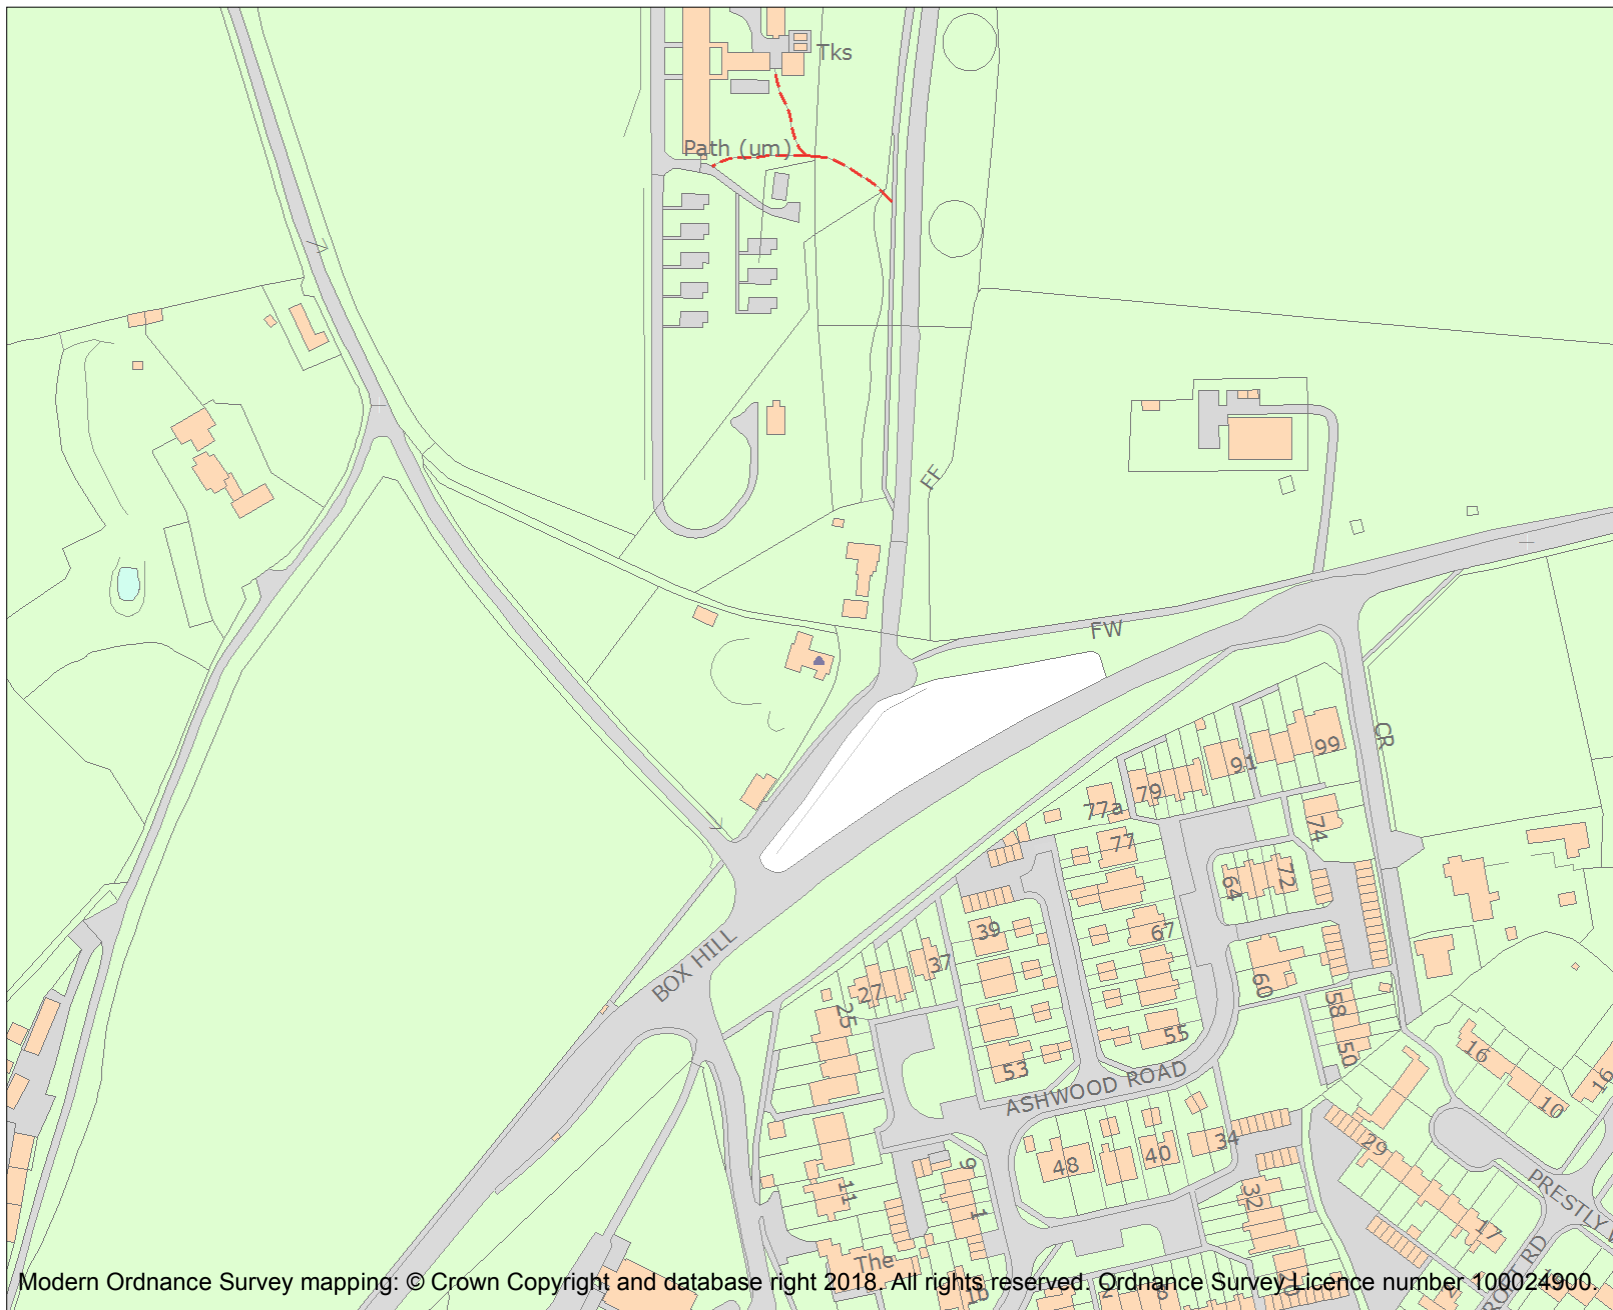 Tks
Path (um)
FF
FW
CR
99
91
79
77a
77
74
72
64
67
39
37
27
25
60
58
50
55
53
ASHWOOD ROAD
BOX HILL
16
10
16
29
34
40
48
9
1
11
32
17
PRESTLY
The
Modern Ordnance Survey mapping: © Crown Copyright and database right 2018. All rights reserved. Ordnance Survey Licence number 100024900.